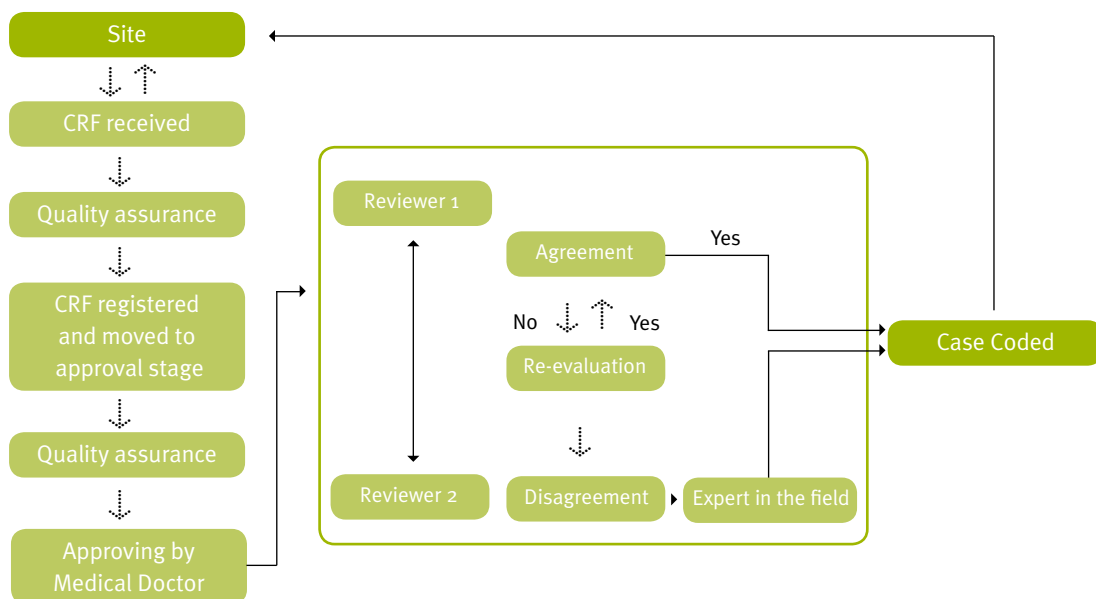 Site
CRF received
Quality assurance
CRF registered
and moved to
approval stage
Quality assurance
Approving by
Medical Doctor
Reviewer 1
Reviewer 2
Agreement
Yes
No
Yes
Re-evaluation
Disagreement
Expert in the field
Case Coded